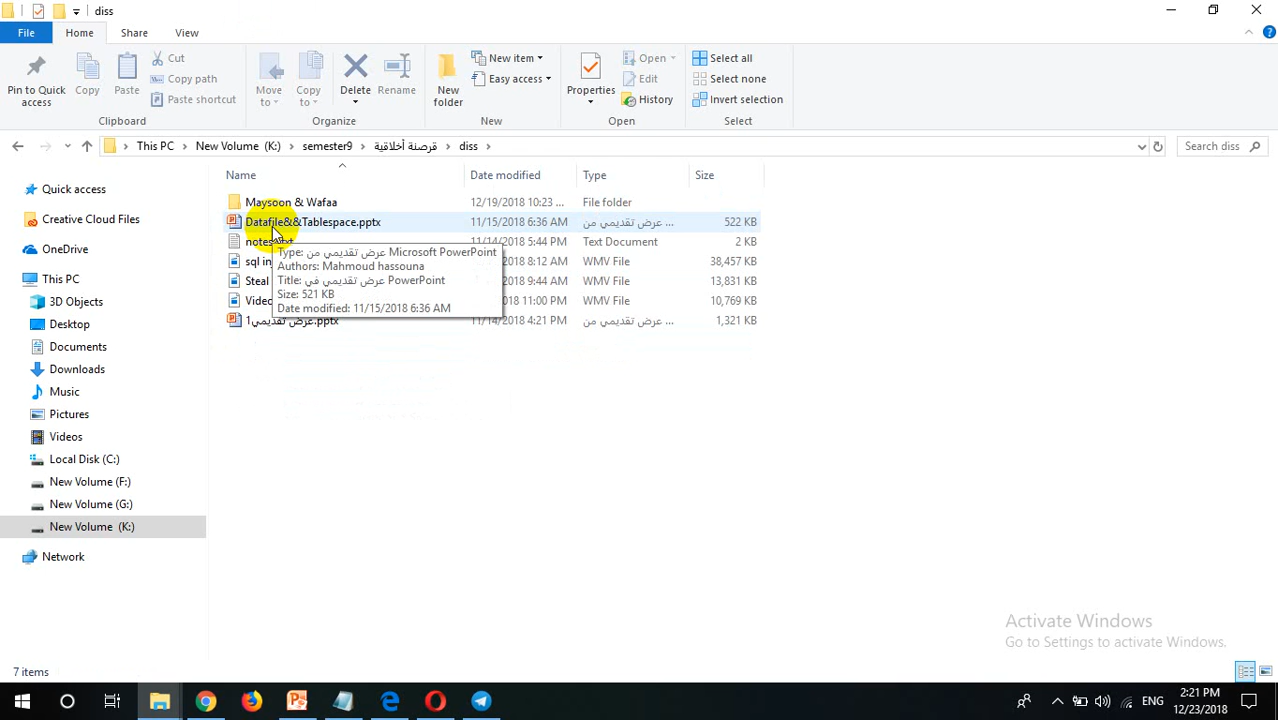 diss
File
Home
Share
View
Pin to Quick access
Copy
Paste
Cut
Copy path
Paste shortcut
Clipboard
Move to
Copy to
Delete
Rename
Organize
New folder
New item
Easy access
New
Properties
Open
Edit
History
Open
Select all
Select none
Invert selection
Select
This PC
New Volume (K:)
semester9
قرصنة أخلاقية
diss
Search diss
Name
Date modified
Type
Size
Maysoon & Wafaa 12/19/2018 10:23 ... File folder
Datafile&&Tablespace.pptx 11/15/2018 6:36 AM عرض تقديمي من ... 522 KB
11/14/2018 5:44 PM Text Document 2 KB
sql 2018 8:12 AM WMV File 38,457 KB
Steal 2018 9:44 AM WMV File 13,831 KB
2018 11:00 PM WMV File 10,769 KB
عرض تقديمي1.pptx 11/14/2018 4:21 PM عرض تقديمي من ... 1,321 KB
Type: عرض تقديمي من Microsoft PowerPoint
Authors: Mahmoud hassouna
Title: عرض تقديمي في PowerPoint
Size: 521 KB
Date modified: 11/15/2018 6:36 AM
Quick access
Creative Cloud Files
OneDrive
This PC
3D Objects
Desktop
Documents
Downloads
Music
Pictures
Videos
Local Disk (C:)
New Volume (F:)
New Volume (G:)
New Volume (K:)
Network
Activate Windows
Go to Settings to activate Windows.
7 items
ENG
2:21 PM
12/23/2018